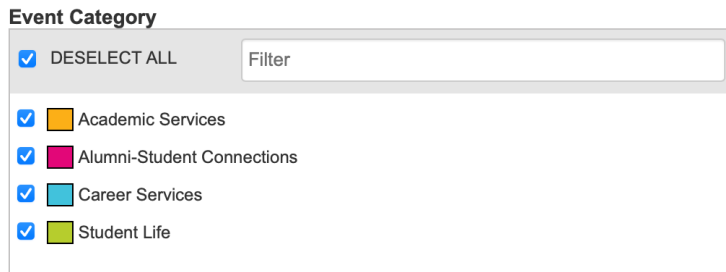 Event Category
DESELECT ALL Filter
Academic Services
Alumni-Student Connections
Career Services
Student Life